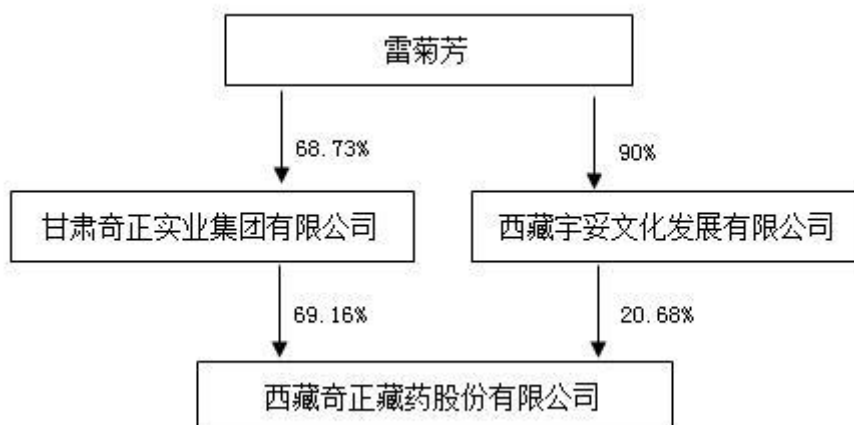 雷菊芳
68.73%
90%
甘肃奇正实业集团有限公司
西藏宇妥文化发展有限公司
69.16%
20.68%
西藏奇正藏药股份有限公司